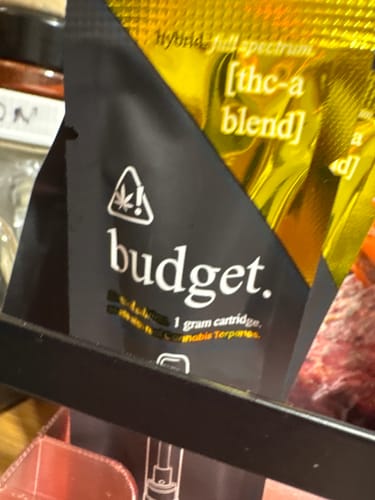 Hybrid. full spectrum.
[thc-a
blend]
budget.
1 gram cartridge.
Cannabis Terpenes.